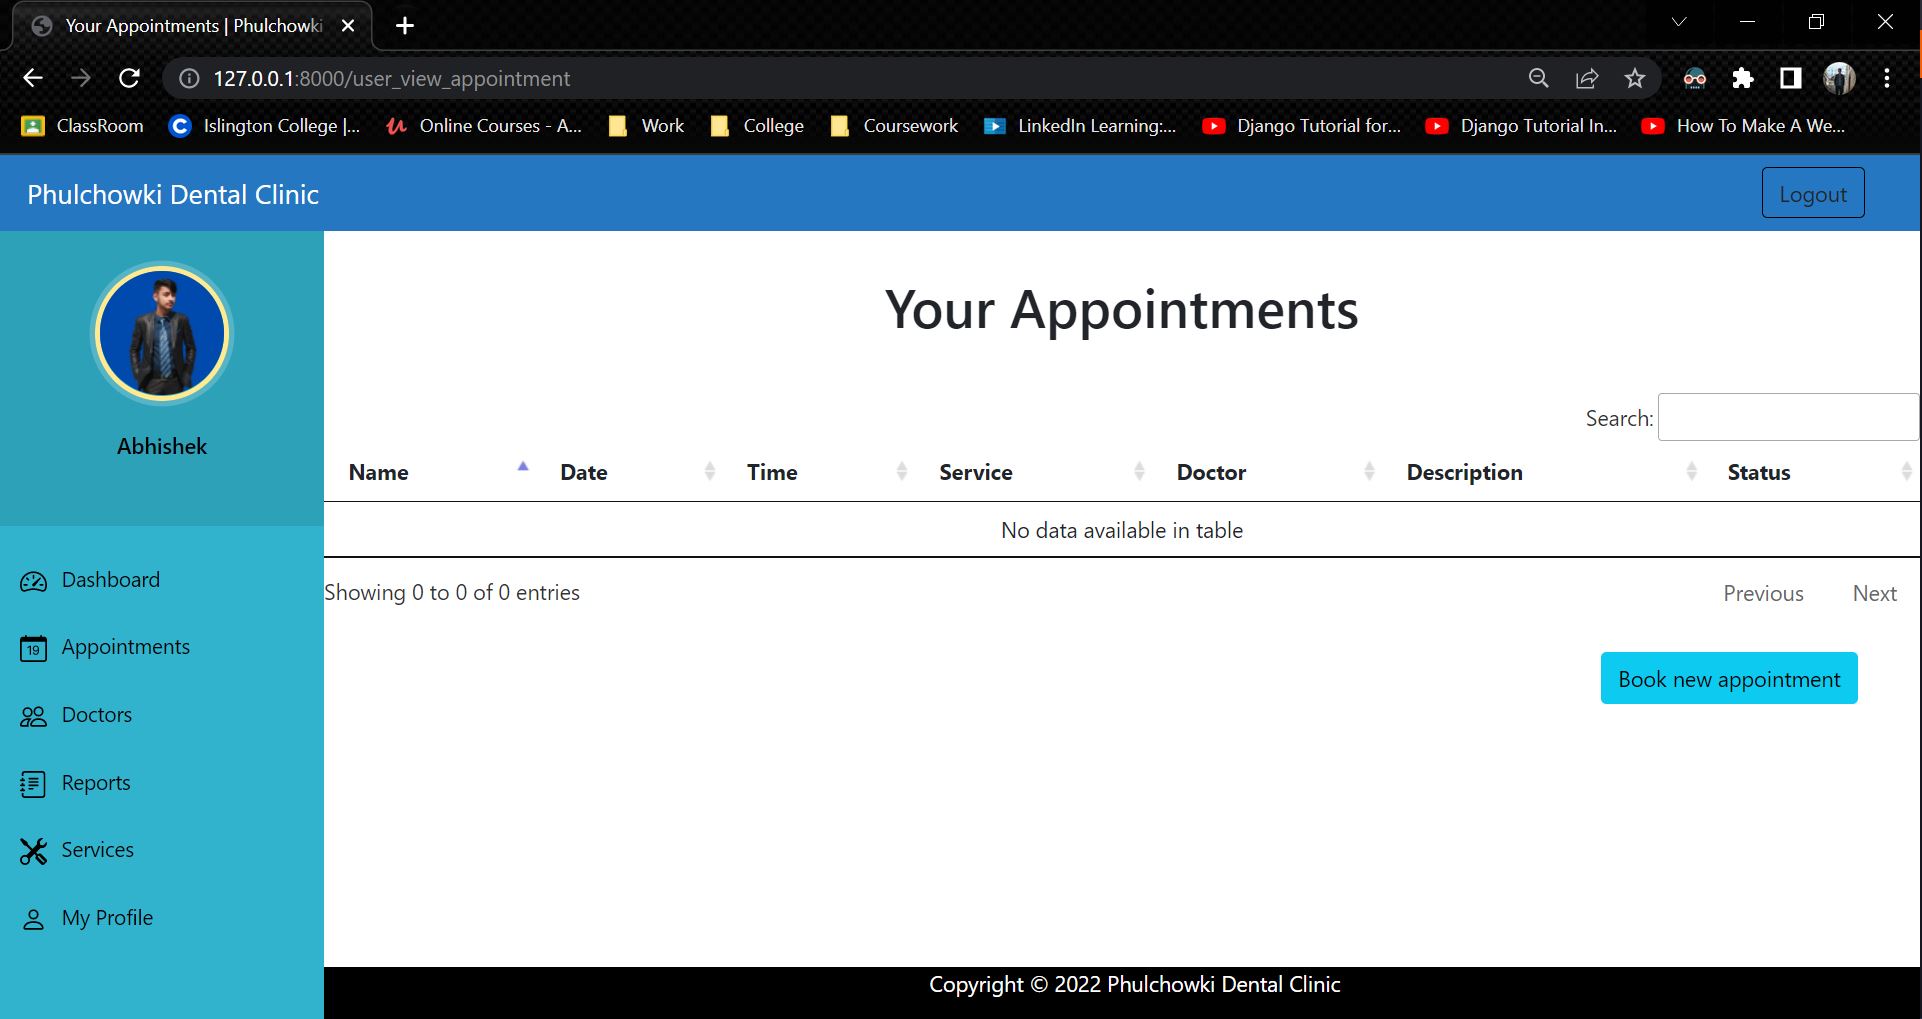 Your Appointments | Phulchowki
127.0.0.1:8000/user_view_appointment
ClassRoom Islington College |... Online Courses - A... Work College Coursework LinkedIn Learning:... Django Tutorial for... Django Tutorial In... How To Make A We...
Phulchowki Dental Clinic Logout
Abhishek
Dashboard
19 Appointments
Doctors
Reports
Services
My Profile
Your Appointments
Search:
Name Date Time Service Doctor Description Status
No data available in table
Showing 0 to 0 of 0 entries Previous Next
Book new appointment
Copyright © 2022 Phulchowki Dental Clinic